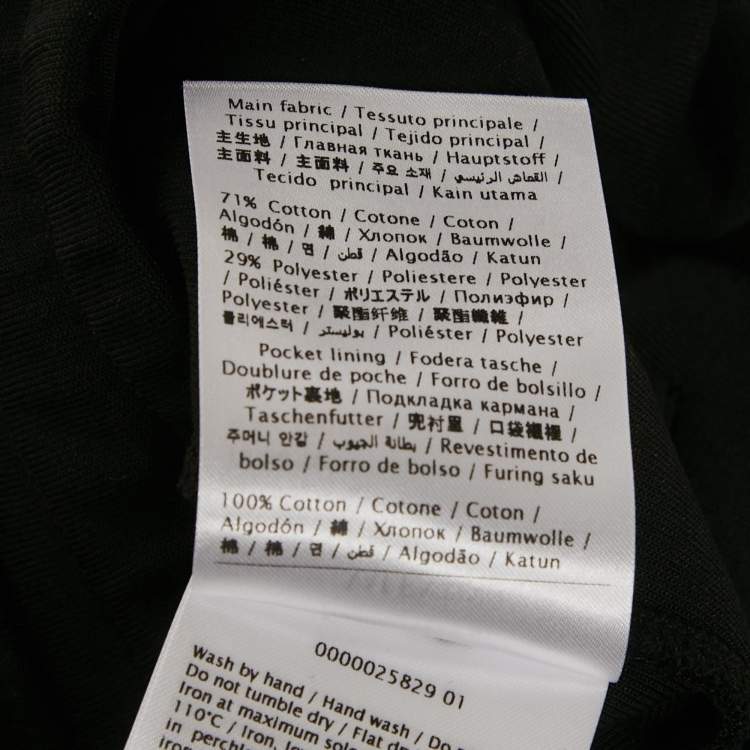 Main fabric / Tessuto principale /
Tissu principal / Tejido principal /
主生地 / Главная ткань / Hauptstoff /
主面料 / 主面料 / 주요 소재 / القماش الرئيسي /
Tecido principal / Kain utama
71% Cotton / Cotone / Coton /
Algodón / 綿 / Хлопок / Baumwolle /
棉 / 棉 / 면 / قطن / Algodão / Katun
29% Polyester / Poliestere / Polyester
/ Poliéster / ポリエステル / Полиэфир /
Polyester / 聚酯纤维 / 聚酯纖維 /
폴리에스터 / بوليستر / Poliéster / Polyester
Pocket lining / Fodera tasche /
Doublure de poche / Forro de bolsillo /
ポケット裏地 / Подкладка кармана /
Taschenfutter / 兜衬里 / 口袋襯裡 /
주머니 안감 / بطانة الجيوب / Revestimento de
bolso / Forro de bolso / Furing saku
100% Cotton / Cotone / Coton /
Algodón / 綿 / Хлопок / Baumwolle /
棉 / 棉 / 면 / قطن / Algodão / Katun
0000025829 01
Wash by hand / Hand wash /
Do not tumble dry / Flat dr
Iron at maximum sole
110°C / Iron,
in perchl
Iron